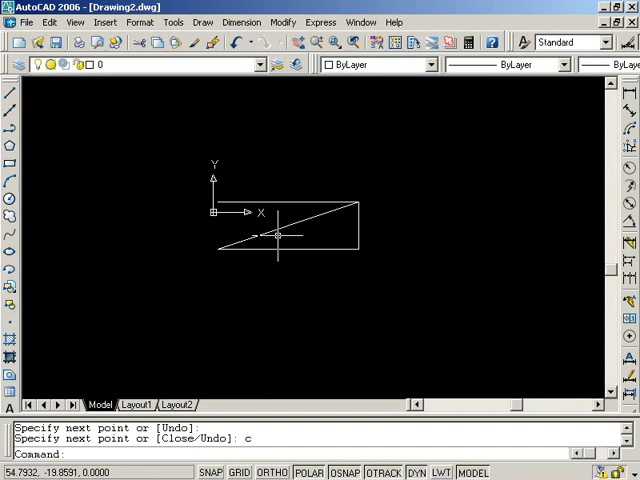 AutoCAD 2006 - [Drawing2.dwg]
File Edit View Insert Format Tools Draw Dimension Modify Express Window Help
Standard
0 ByLayer ByLayer ByLay
Y
X
A
Model Layout1 Layout2
Specify next point or [Undo]:
Specify next point or [Close/Undo]: c
Command:
54.7932, -19.8591, 0.0000 SNAP GRID ORTHO POLAR OSNAP OTRACK DYN LWT MODEL